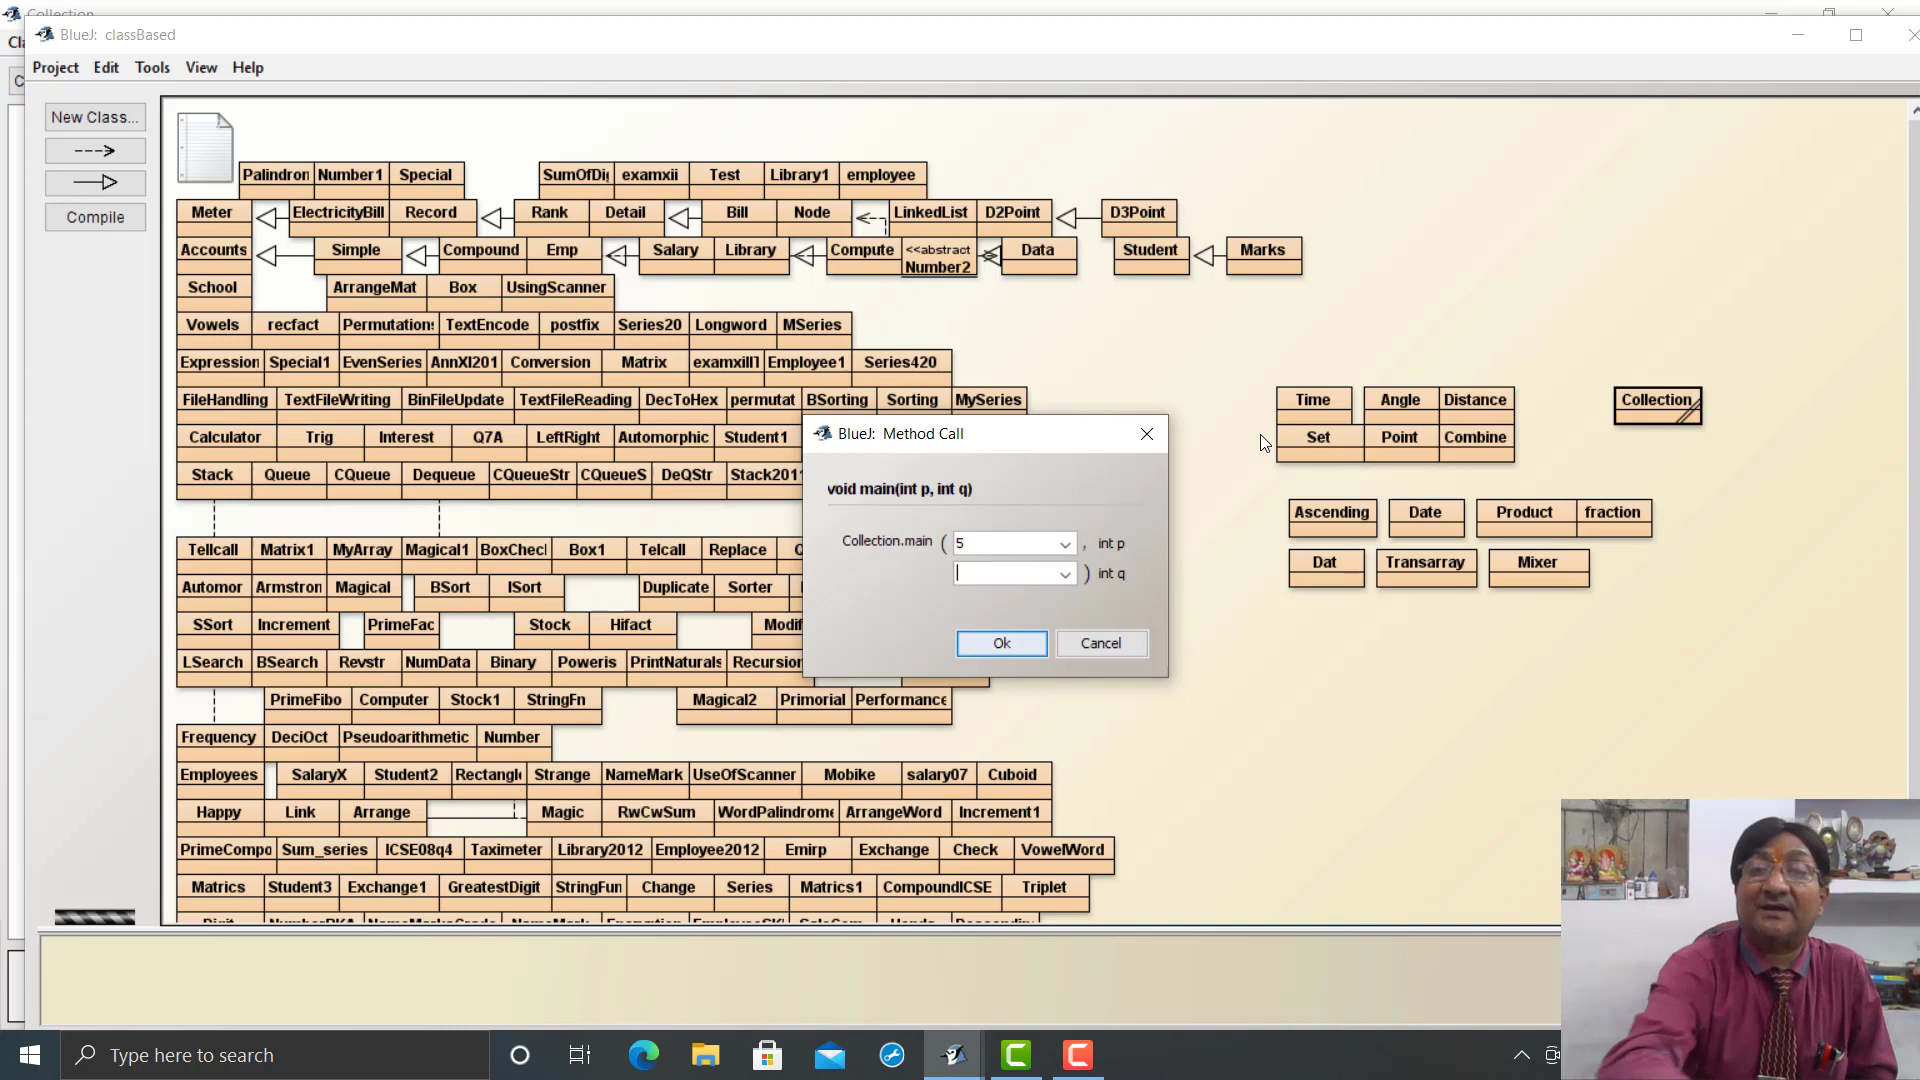 Collection
BlueJ: classBased
Project Edit Tools View Help
New Class...
Compile
Palindron Number1 Special SumOfDi examxii Test Library1 employee
Meter ElectricityBill Record Rank Detail Bill Node LinkedList D2Point D3Point
Accounts Simple Compound Emp Salary Library Compute <<abstract Number2 Data Student Marks
School ArrangeMat Box UsingScanner
Vowels recfact Permutation TextEncode postfix Series20 Longword MSeries
Expression Special1 EvenSeries AnnXI201 Conversion Matrix examxiiI Employee1 Series420
FileHandling TextFileWriting BinFileUpdate TextFileReading DecToHex permutat BSorting Sorting MySeries
Calculator Trig Interest Q7A LeftRight Automorphic Student1
Stack Queue CQueue Dequeue CQueueStr CQueueS DeQStr Stack2011
Tellcall Matrix1 MyArray Magical1 BoxChecl Box1 Telcall Replace
Automor Armstron Magical BSort ISort Duplicate Sorter
SSort Increment PrimeFac Stock Hifact Modif
LSearch BSearch Revstr NumData Binary Poweris PrintNaturals Recursion
PrimeFibo Computer Stock1 StringFn Magical2 Primorial Performance
Frequency DeciOct Pseudoarithmetic Number
Employees SalaryX Student2 Rectangl Strange NameMark UseOfScanner Mobike salary07 Cuboid
Happy Link Arrange Magic RwCwSum WordPalindrome ArrangeWord Increment1
PrimeCompo Sum_series ICSE08q4 Taximeter Library2012 Employee2012 Emirp Exchange Check VowelWord
Matrics Student3 Exchange1 GreatestDigit StringFun Change Series Matrics1 CompoundICSE Triplet
Time Angle Distance Collection
Set Point Combine
Ascending Date Product fraction
Dat Transarray Mixer
BlueJ: Method Call
void main(int p, int q)
Collection.main ( 5 , int p
) int q
Ok Cancel
Type here to search